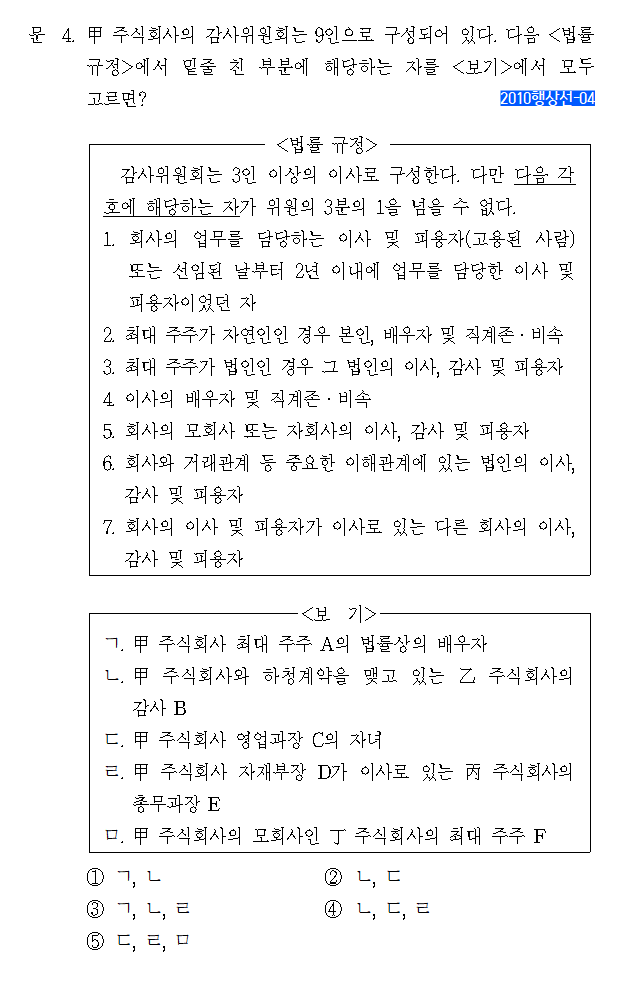 문 4. 甲 주식회사의 감사위원회는 9인으로 구성되어 있다. 다음 <법률
규정>에서 밑줄 친 부분에 해당하는 자를 <보기>에서 모두
고르면?
2010행상선-04
<법률 규정>
감사위원회는 3인 이상의 이사로 구성한다. 다만 다음 각
호에 해당하는 자가 위원의 3분의 1을 넘을 수 없다.
1. 회사의 업무를 담당하는 이사 및 피용자(고용된 사람)
또는 선임된 날부터 2년 이내에 업무를 담당한 이사 및
피용자이었던 자
2. 최대 주주가 자연인인 경우 본인, 배우자 및 직계존·비속
3. 최대 주주가 법인인 경우 그 법인의 이사, 감사 및 피용자
4. 이사의 배우자 및 직계존·비속
5. 회사의 모회사 또는 자회사의 이사, 감사 및 피용자
6. 회사와 거래관계 등 중요한 이해관계에 있는 법인의 이사,
감사 및 피용자
7. 회사의 이사 및 피용자가 이사로 있는 다른 회사의 이사,
감사 및 피용자
<보 기>
ㄱ. 甲 주식회사 최대 주주 A의 법률상의 배우자
ㄴ. 甲 주식회사와 하청계약을 맺고 있는 乙 주식회사의
감사 B
ㄷ. 甲 주식회사 영업과장 C의 자녀
ㄹ. 甲 주식회사 자재부장 D가 이사로 있는 丙 주식회사의
총무과장 E
ㅁ. 甲 주식회사의 모회사인 丁 주식회사의 최대 주주 F
① ㄱ, ㄴ ② ㄴ, ㄷ
③ ㄱ, ㄴ, ㄹ ④ ㄴ, ㄷ, ㄹ
⑤ ㄷ, ㄹ, ㅁ